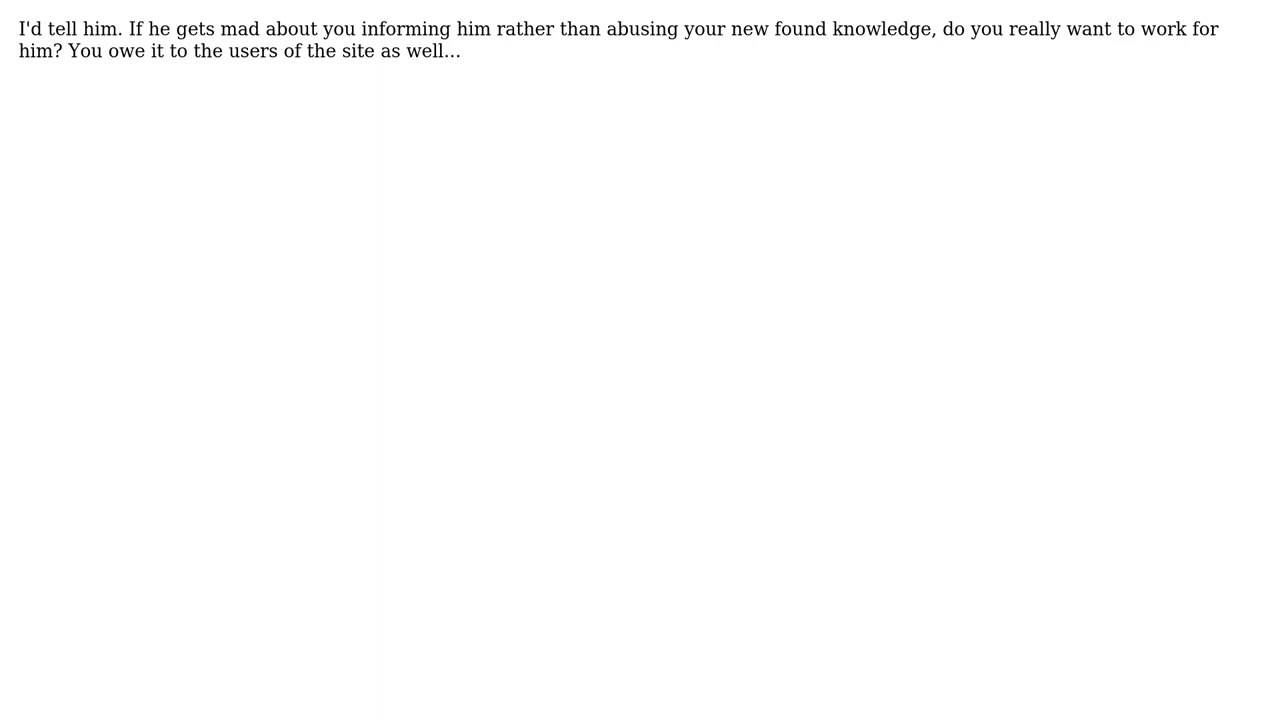 I'd tell him. If he gets mad about you informing him rather than abusing your new found knowledge, do you really want to work for
him? You owe it to the users of the site as well...